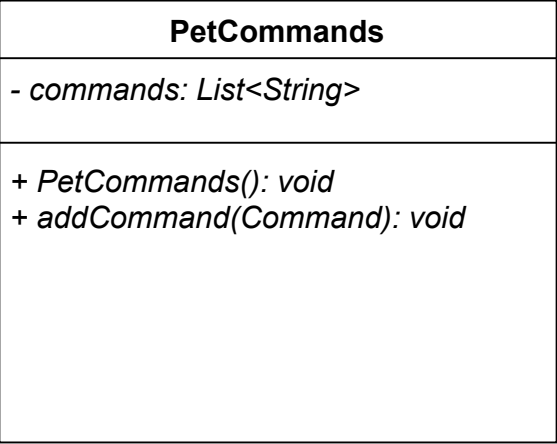 PetCommands
- commands: List<String>
+ PetCommands(): void
+ addCommand(Command): void